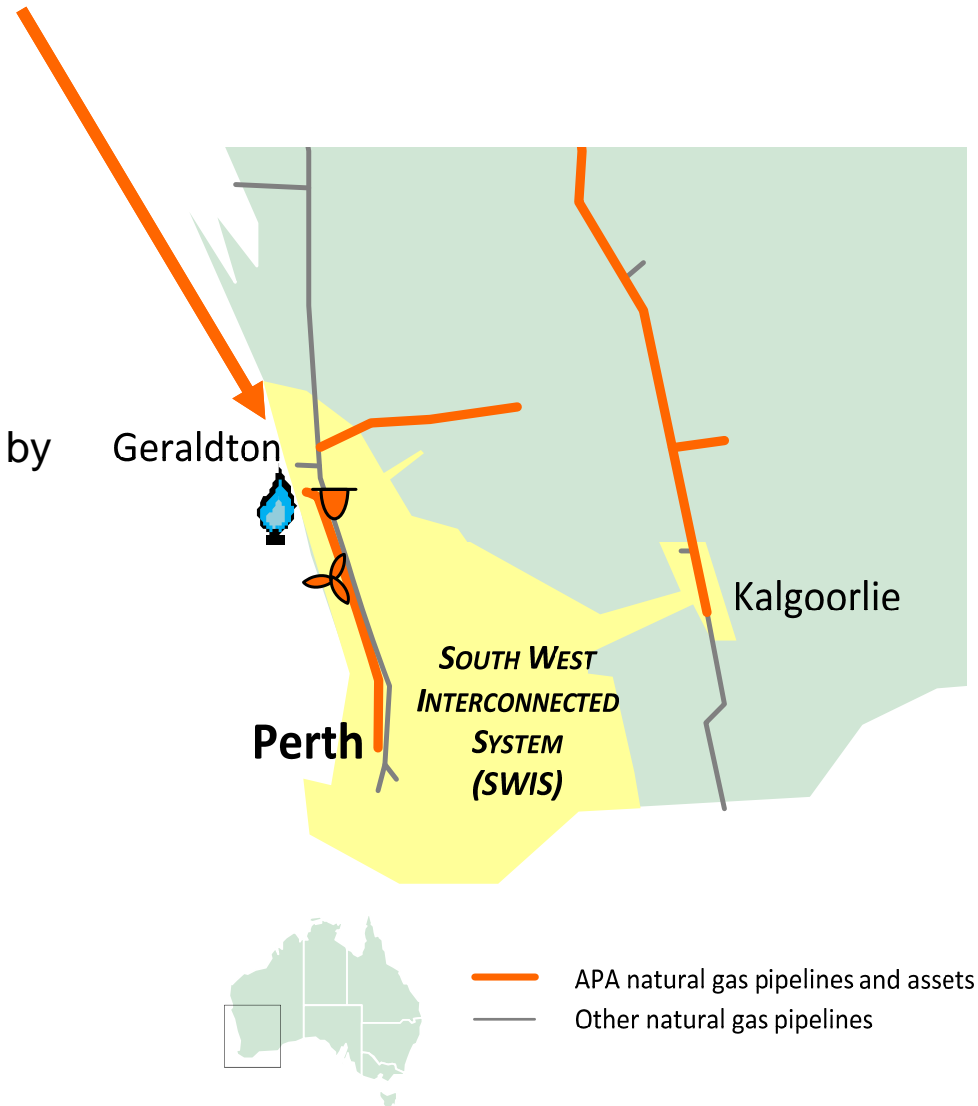 by
Geraldton
Kalgoorlie
SOUTH WEST
INTERCONNECTED
SYSTEM
(SWIS)
Perth
APA natural gas pipelines and assets
Other natural gas pipelines